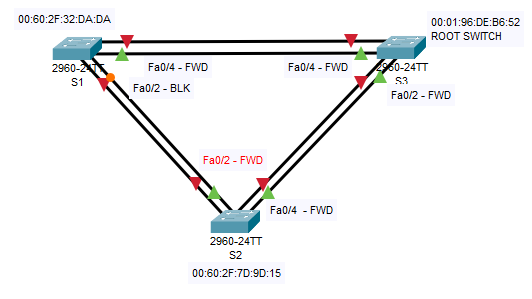 00:60:2F:32:DA:DA
00:01:96:DE:B6:52
ROOT SWITCH
2960-24TT
S1
Fa0/4 - FWD
Fa0/4 - FWD
2960-24TT
S3
Fa0/2 - BLK
Fa0/2 - FWD
Fa0/2 - FWD
Fa0/4 - FWD
2960-24TT
S2
00:60:2F:7D:9D:15